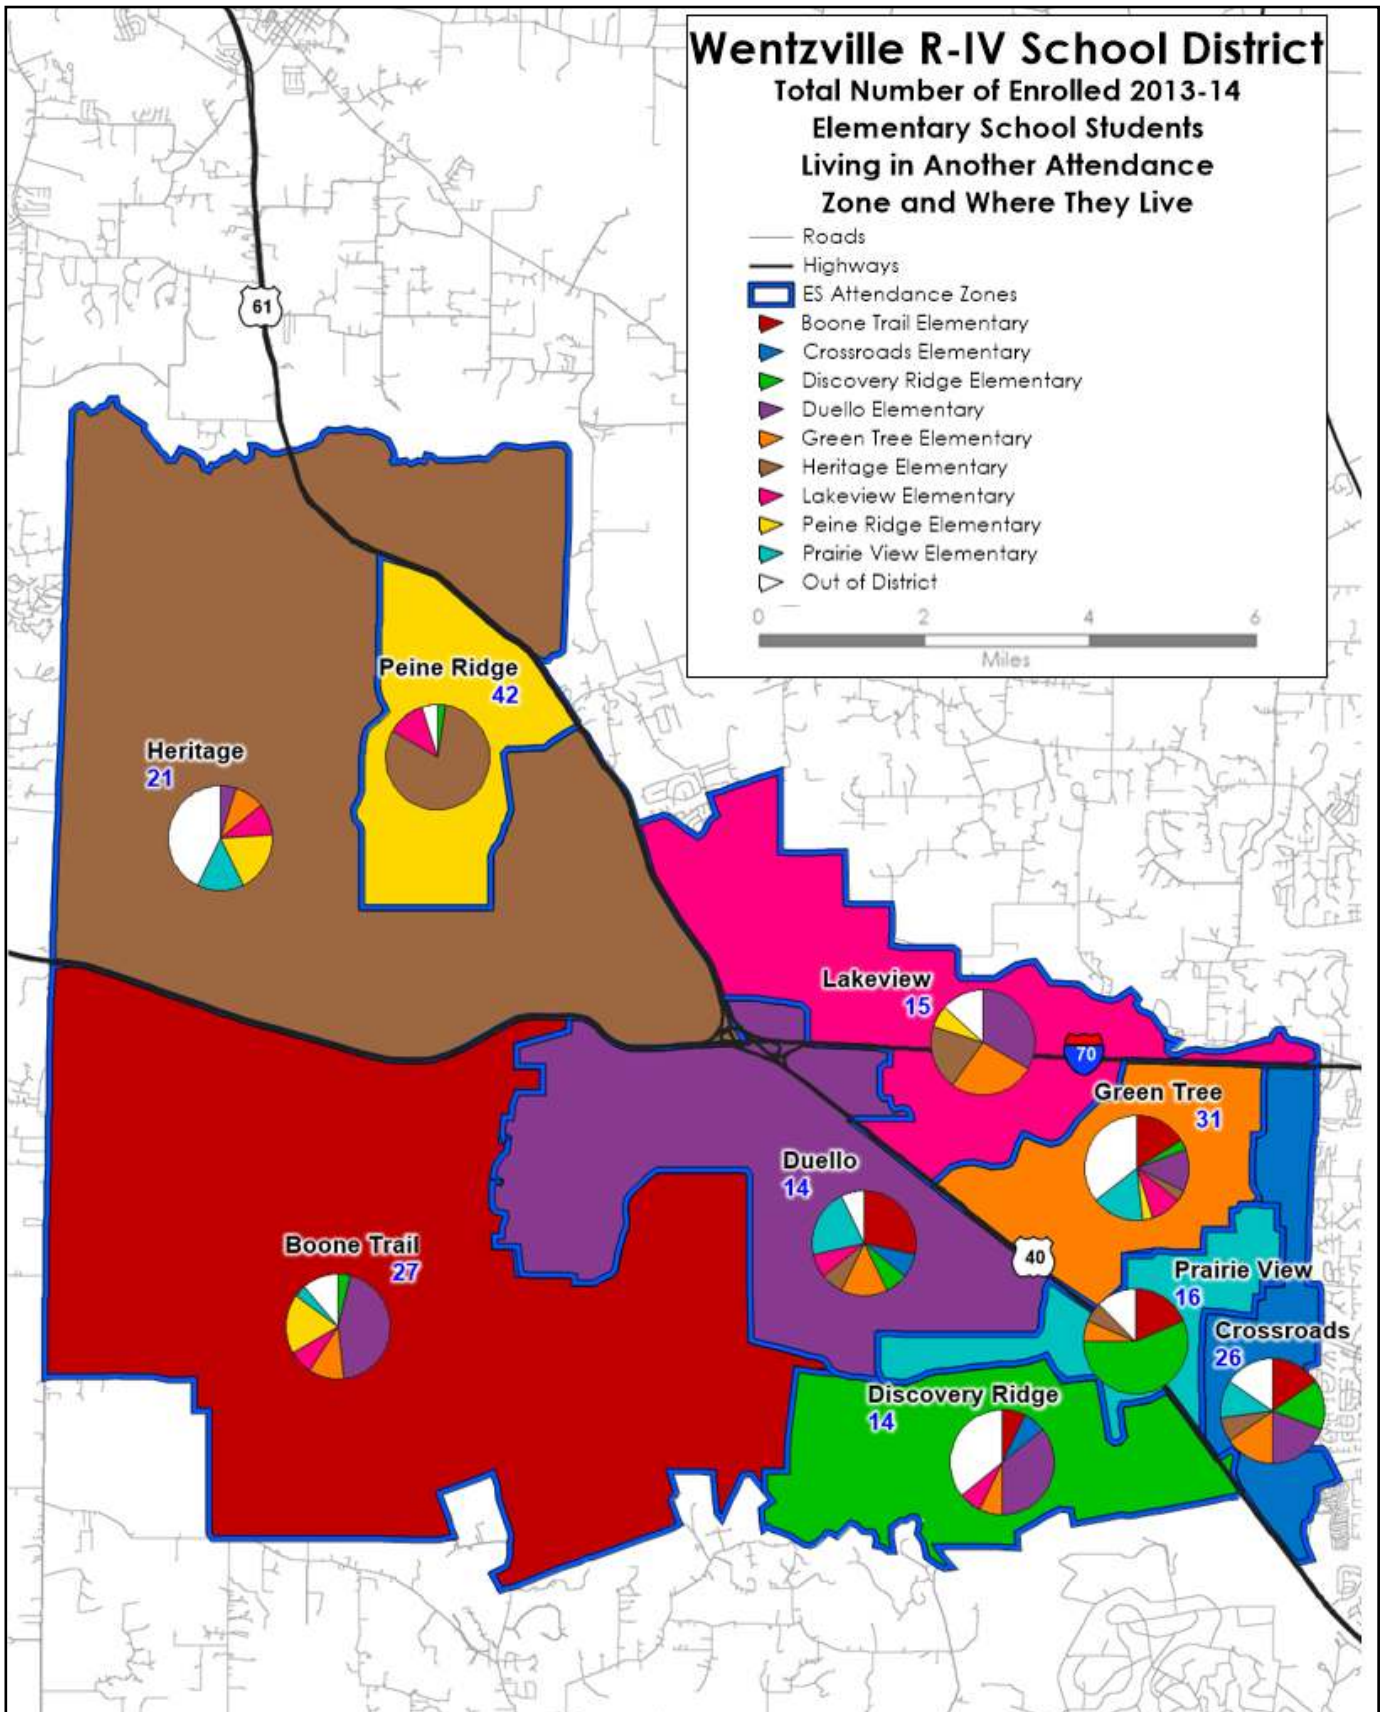 Wentzville R-IV School District
Total Number of Enrolled 2013-14
Elementary School Students
Living in Another Attendance
Zone and Where They Live
Roads
Highways
ES Attendance Zones
Boone Trail Elementary
Crossroads Elementary
Discovery Ridge Elementary
Duello Elementary
Green Tree Elementary
Heritage Elementary
Lakeview Elementary
Peine Ridge Elementary
Prairie View Elementary
Out of District
0 2 4 6
Miles
61
Peine Ridge
42
Heritage
21
Lakeview
15
70
Green Tree
31
Duello
14
40
Boone Trail
27
Prairie View
16
Crossroads
26
Discovery Ridge
14